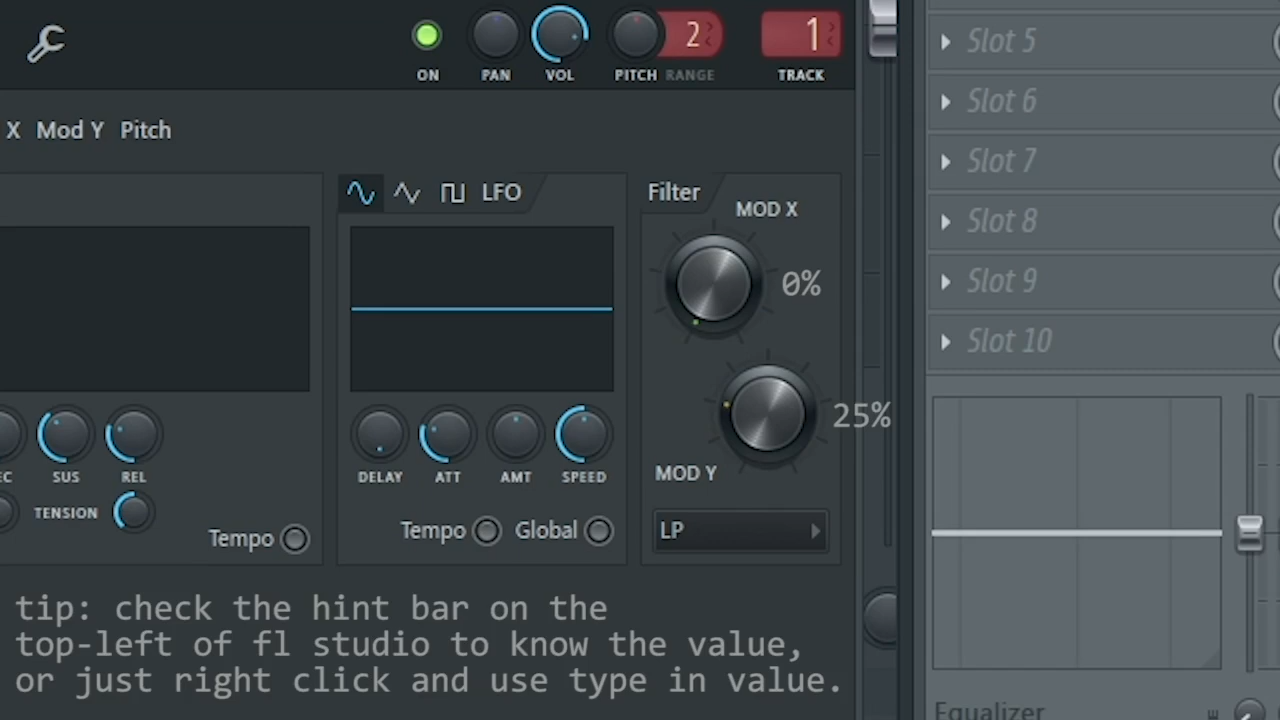 2
1
ON
PAN
VOL
PITCH RANGE
TRACK
X Mod Y Pitch
LFO
Filter
MOD X
0%
25%
MOD Y
SUS
REL
DELAY
ATT
AMT
SPEED
TENSION
Tempo
Tempo
Global
LP
tip: check the hint bar on the
top-left of fl studio to know the value,
or just right click and use type in value.
Slot 5
Slot 6
Slot 7
Slot 8
Slot 9
Slot 10
Equalizer